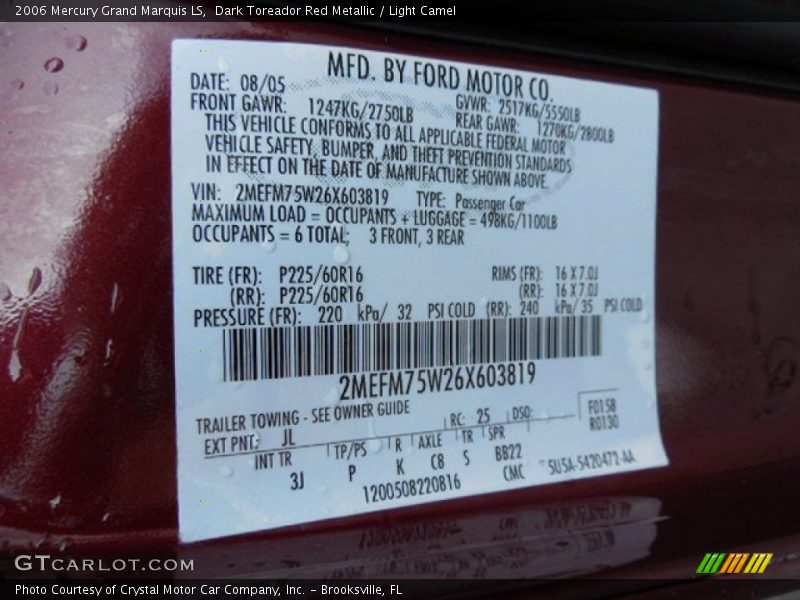 2006 Mercury Grand Marquis LS, Dark Toreador Red Metallic / Light Camel
MFD. BY FORD MOTOR CO.
DATE: 08/05 GVWR: 2517KG/5550LB
FRONT GAWR: 1247KG/2750LB REAR GAWR: 1270KG/2800LB
THIS VEHICLE CONFORMS TO ALL APPLICABLE FEDERAL MOTOR
VEHICLE SAFETY, BUMPER, AND THEFT PREVENTION STANDARDS
IN EFFECT ON THE DATE OF MANUFACTURE SHOWN ABOVE.
VIN: 2MEFM75W26X603819 TYPE: Passenger Car
MAXIMUM LOAD = OCCUPANTS + LUGGAGE = 498KG/1100LB
OCCUPANTS = 6 TOTAL; 3 FRONT, 3 REAR
TIRE (FR): P225/60R16 RIMS (FR): 16 X 7.0J
(RR): P225/60R16 (RR): 16 X 7.0J
PRESSURE (FR): 220 kPa/ 32 PSI COLD (RR): 240 kPa/ 35 PSI COLD
2MEFM75W26X603819
TRAILER TOWING - SEE OWNER GUIDE RC: 25 DSO: F0158
EXT PNT: JL R0130
INT TR TP/PS R AXLE TR SPR
3J P K C8 S BB22
1200508220816 CMC 5U5A-5420472-AA
GTCARLOT.COM
Photo Courtesy of Crystal Motor Car Company, Inc. – Brooksville, FL